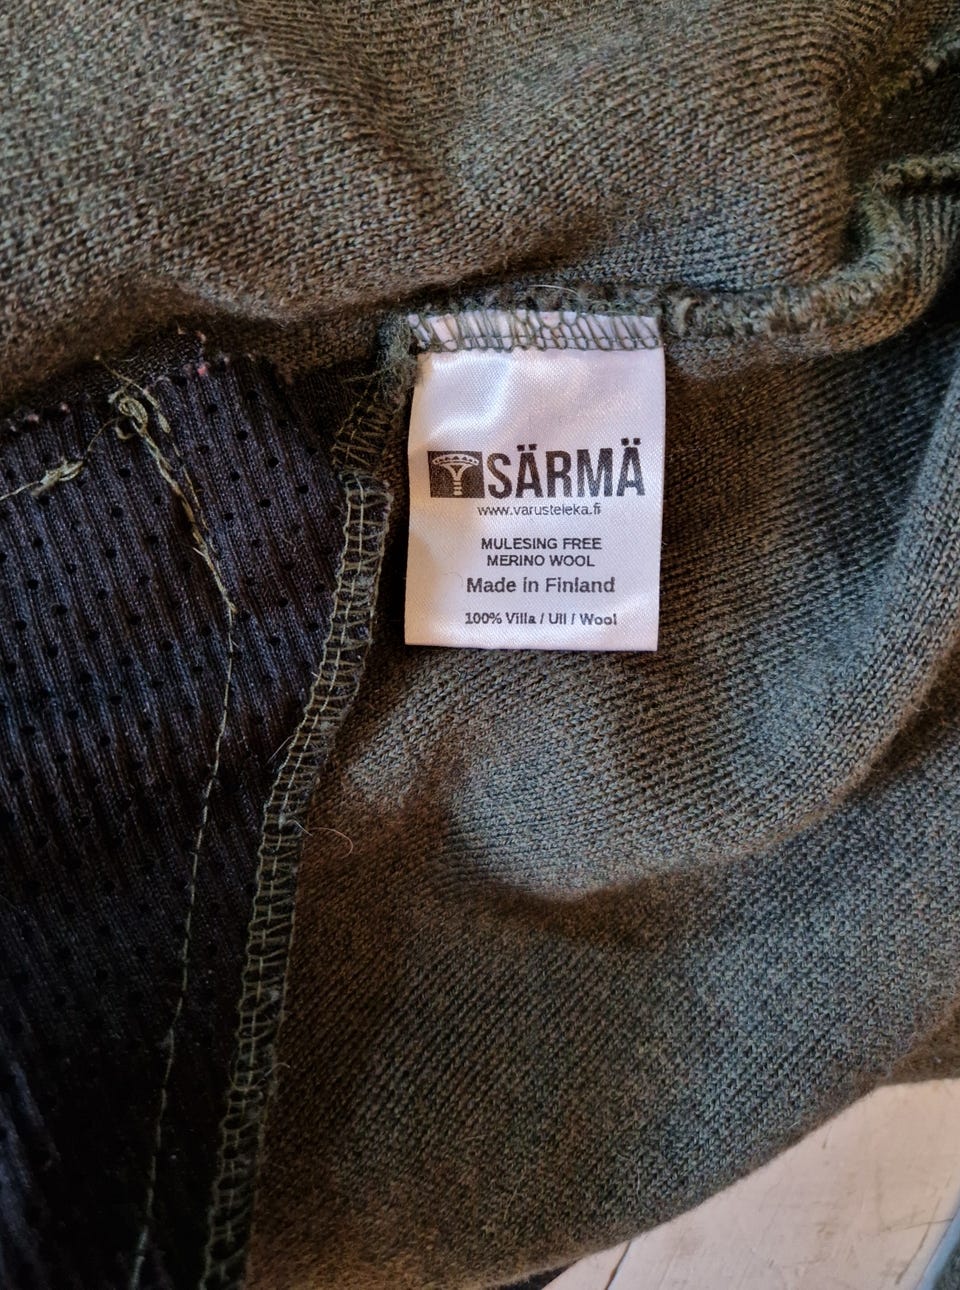 SÄRMÄ
www.varusteleka.fi
MULESING FREE
MERINO WOOL
Made in Finland
100% Villa / Ull / Wool